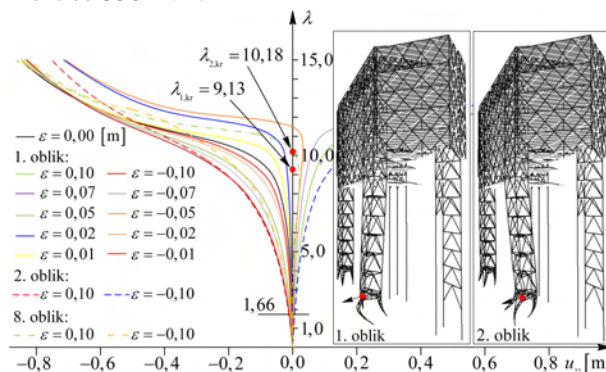 λ
λ₂,kr = 10,18
λ₁,kr = 9,13
15,0
10,0
5,0
1,66
1,0
ε = 0,00 [m]
1. oblik:
ε = 0,10 ε = −0,10
ε = 0,07 ε = −0,07
ε = 0,05 ε = −0,05
ε = 0,02 ε = −0,02
ε = 0,01 ε = −0,01
2. oblik:
ε = 0,10 ε = −0,10
8. oblik:
ε = 0,10 ε = −0,10
1. oblik
2. oblik
−0,8 −0,6 −0,4 −0,2 0,0 0,2 0,4 0,6 0,8 [m